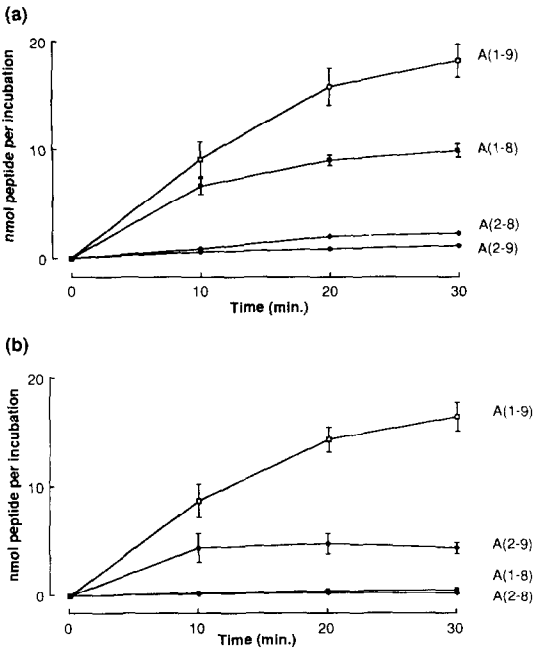 (a)
nmol peptide per incubation
20
10
0
A(1-9)
A(1-8)
A(2-8)
A(2-9)
0 10 20 30
Time (min.)
(b)
nmol peptide per incubation
20
10
0
A(1-9)
A(2-9)
A(1-8)
A(2-8)
0 10 20 30
Time (min.)